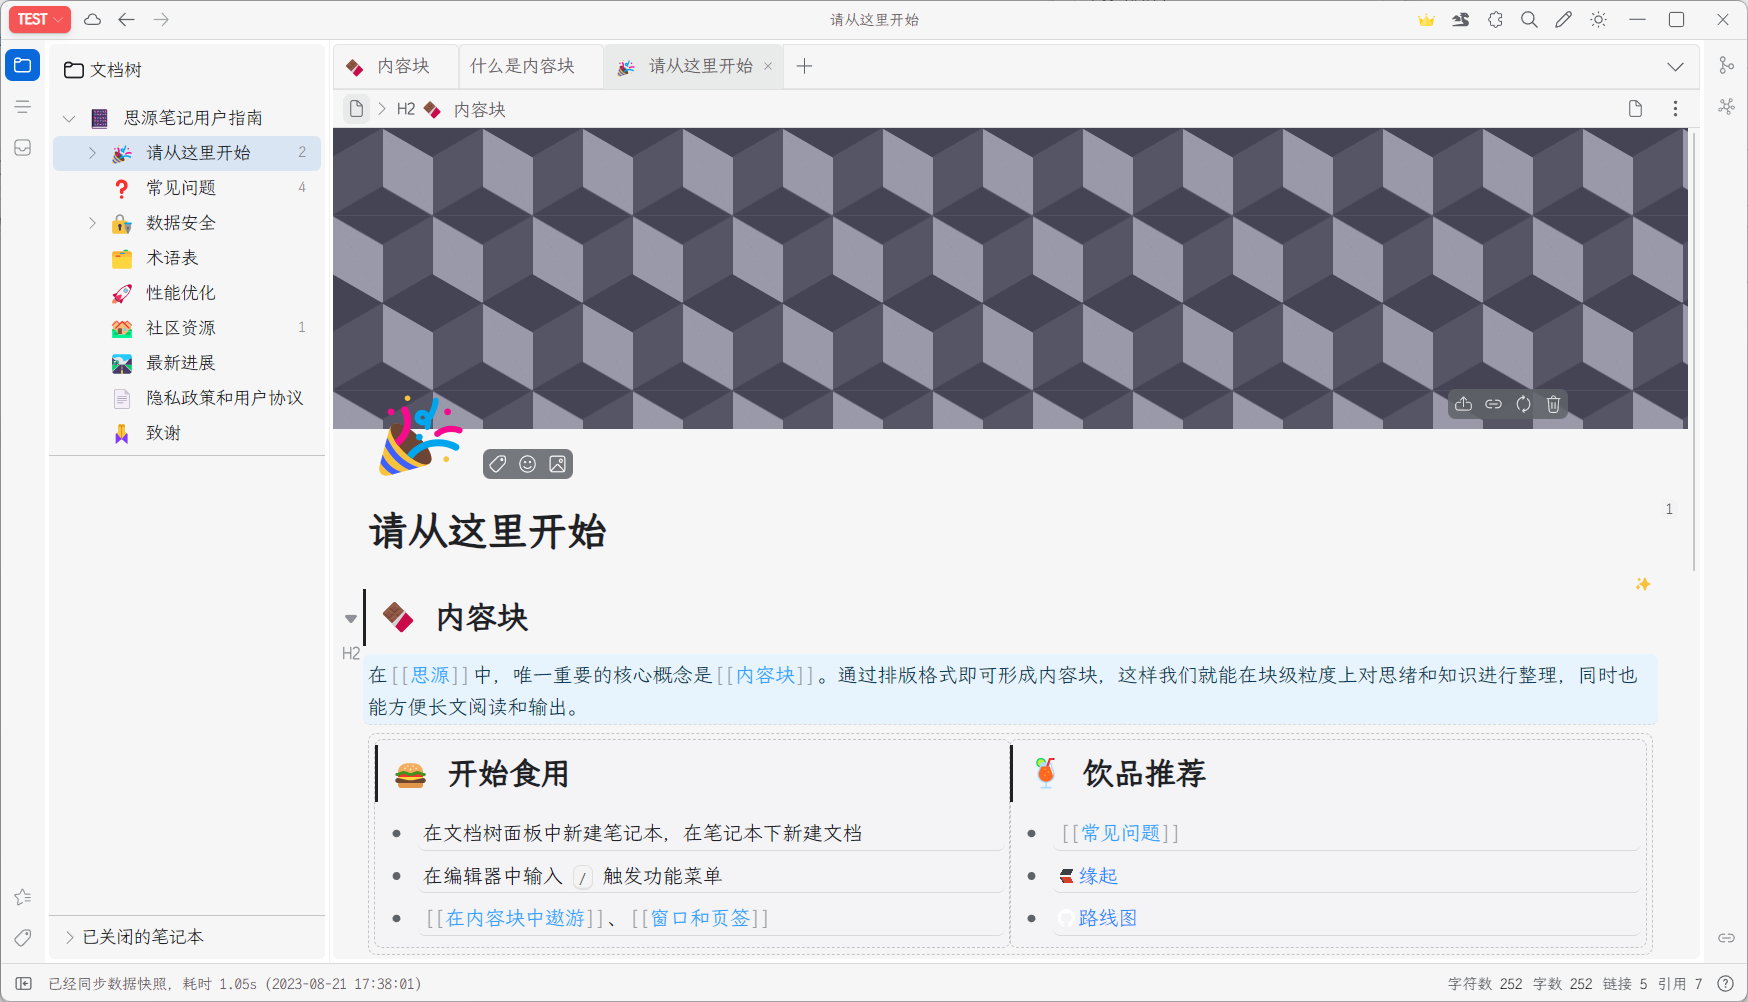 TEST
请从这里开始
文档树
思源笔记用户指南
请从这里开始 2
常见问题 4
数据安全
术语表
性能优化
社区资源 1
最新进展
隐私政策和用户协议
致谢
已关闭的笔记本
内容块
什么是内容块
请从这里开始
H2 内容块
请从这里开始
1
内容块
H2
在[[思源]]中，唯一重要的核心概念是[[内容块]]。通过排版格式即可形成内容块，这样我们就能在块级粒度上对思绪和知识进行整理，同时也
能方便长文阅读和输出。
开始食用
在文档树面板中新建笔记本，在笔记本下新建文档
在编辑器中输入 / 触发功能菜单
[[在内容块中遨游]]、[[窗口和页签]]
饮品推荐
[[常见问题]]
缘起
路线图
已经同步数据快照，耗时 1.05s (2023-08-21 17:38:01)
字符数 252 字数 252 链接 5 引用 7